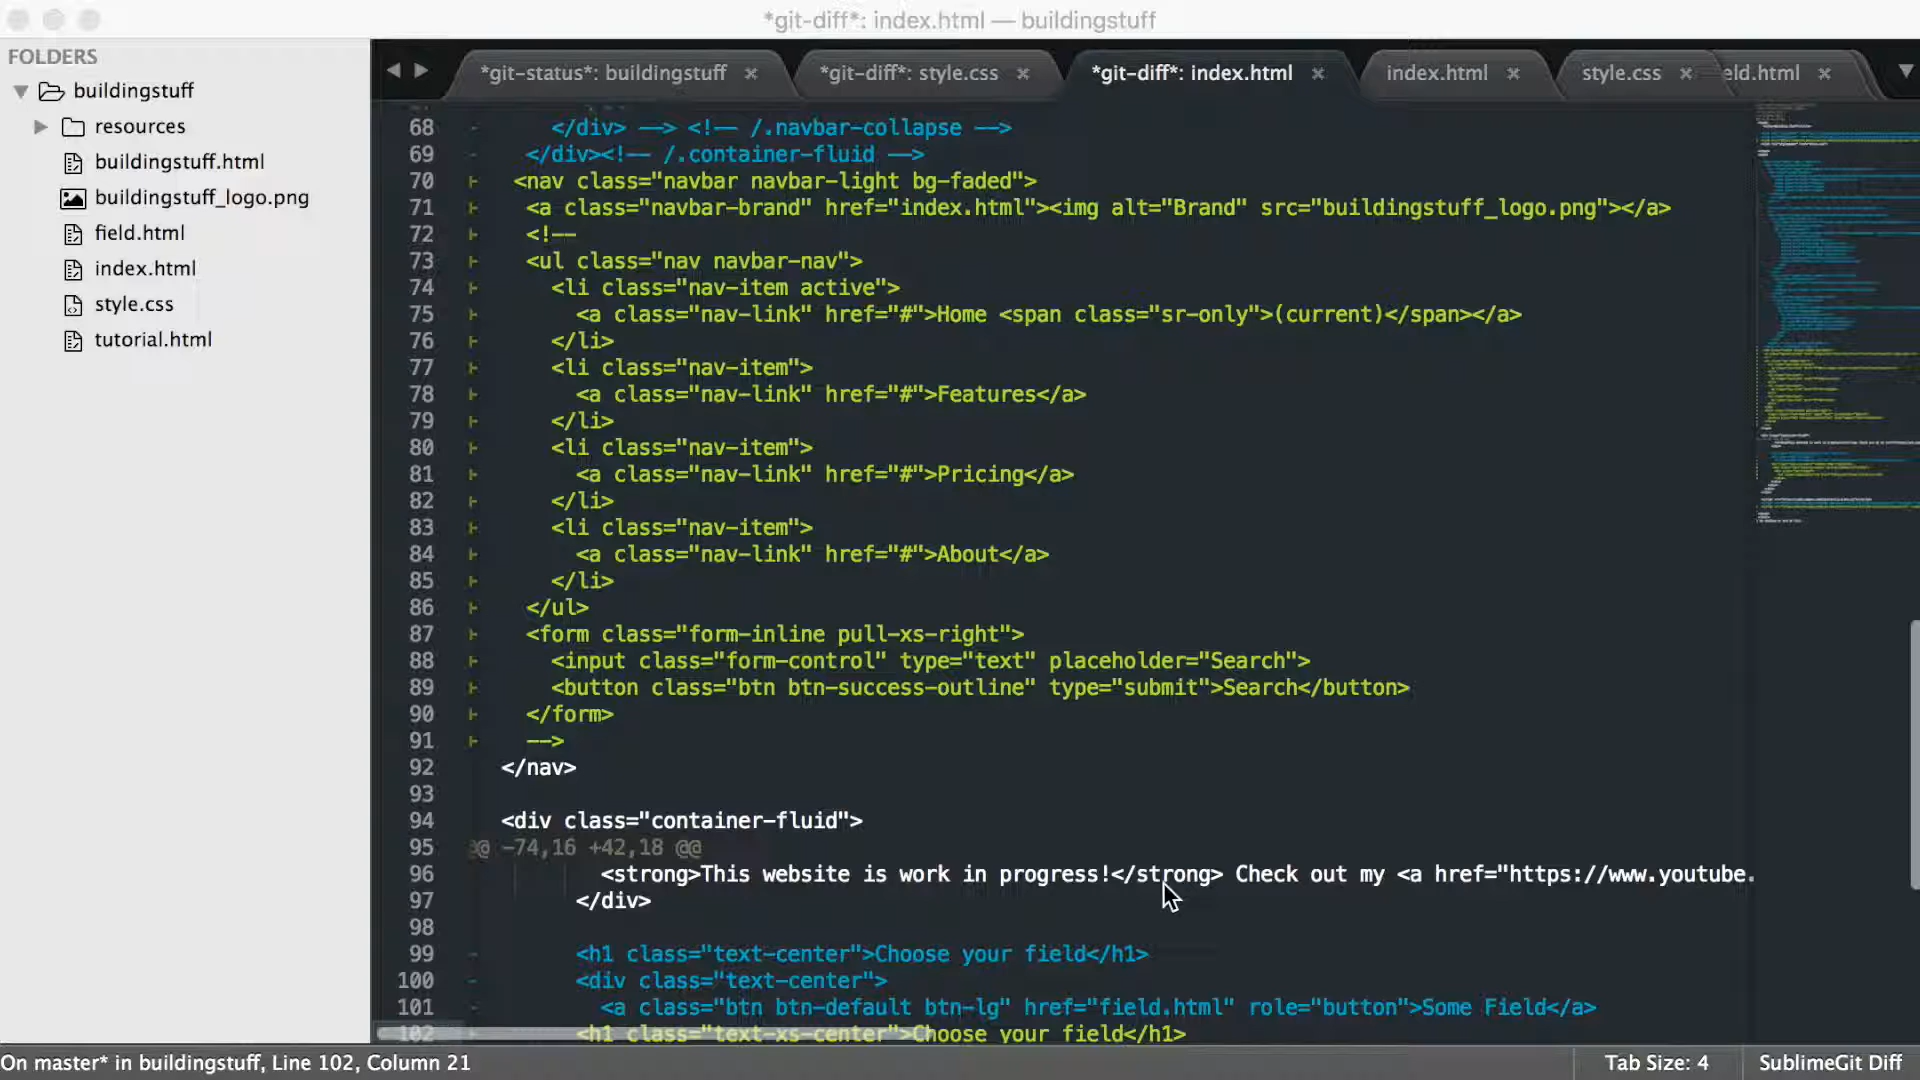 *git-diff*: index.html — buildingstuff
FOLDERS
buildingstuff
resources
buildingstuff.html
buildingstuff_logo.png
field.html
index.html
style.css
tutorial.html
*git-status*: buildingstuff ×
*git-diff*: style.css ×
*git-diff*: index.html ×
index.html ×
style.css ×
eld.html ×
68 - </div> --> <!-- /.navbar-collapse -->
69 - </div><!-- /.container-fluid -->
70 + <nav class="navbar navbar-light bg-faded">
71 + <a class="navbar-brand" href="index.html"><img alt="Brand" src="buildingstuff_logo.png"></a>
72 + <!--
73 + <ul class="nav navbar-nav">
74 + <li class="nav-item active">
75 + <a class="nav-link" href="#">Home <span class="sr-only">(current)</span></a>
76 + </li>
77 + <li class="nav-item">
78 + <a class="nav-link" href="#">Features</a>
79 + </li>
80 + <li class="nav-item">
81 + <a class="nav-link" href="#">Pricing</a>
82 + </li>
83 + <li class="nav-item">
84 + <a class="nav-link" href="#">About</a>
85 + </li>
86 + </ul>
87 + <form class="form-inline pull-xs-right">
88 + <input class="form-control" type="text" placeholder="Search">
89 + <button class="btn btn-success-outline" type="submit">Search</button>
90 + </form>
91 + -->
92 </nav>
93
94 <div class="container-fluid">
95 @@ -74,16 +42,18 @@
96 <strong>This website is work in progress!</strong> Check out my <a href="https://www.youtube.
97 </div>
98
99 - <h1 class="text-center">Choose your field</h1>
100 - <div class="text-center">
101 - <a class="btn btn-default btn-lg" href="field.html" role="button">Some Field</a>
102 <h1 class="text-xs-center">Choose your field</h1>
On master* in buildingstuff, Line 102, Column 21
Tab Size: 4
SublimeGit Diff